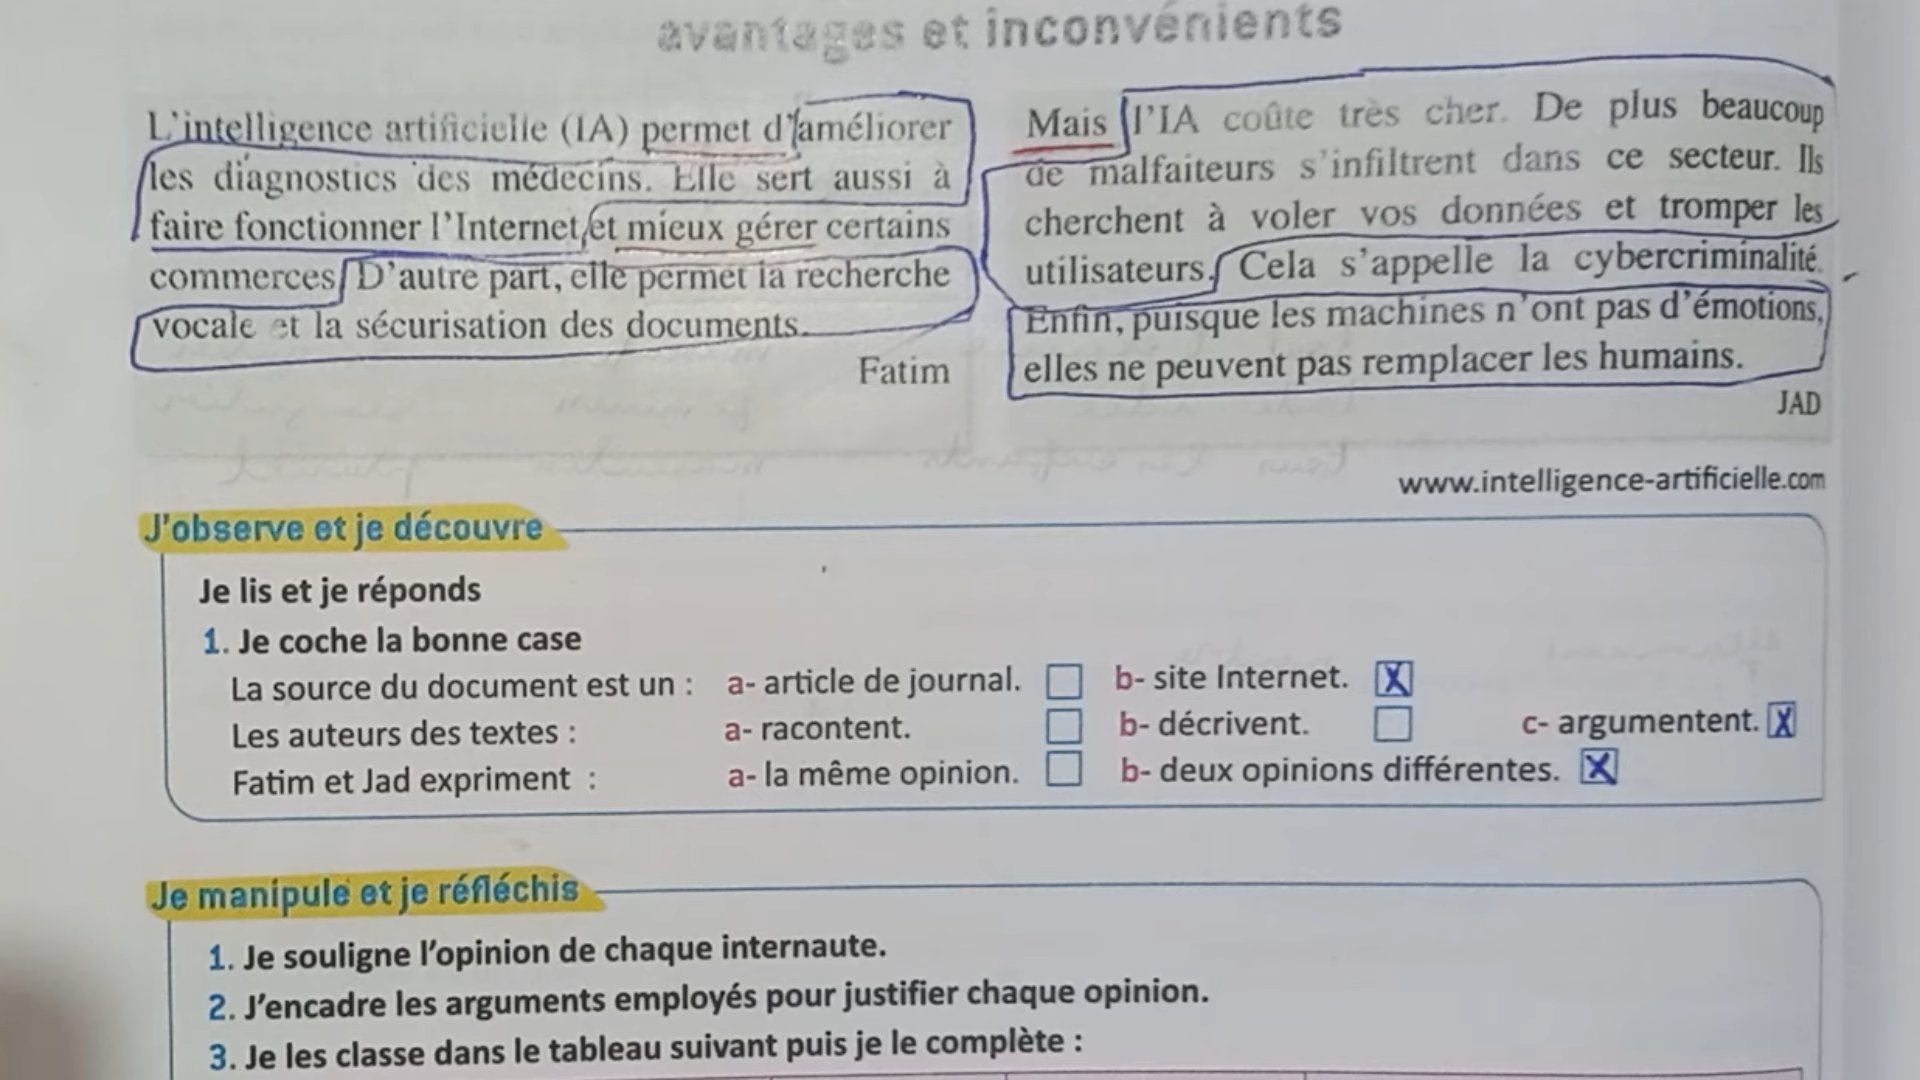 avantages et inconvénients
L'intelligence artificielle (IA) permet d'améliorer
les diagnostics des médecins. Elle sert aussi à
faire fonctionner l'Internet et mieux gérer certains
commerces. D'autre part, elle permet la recherche
vocale et la sécurisation des documents.
Fatim
Mais l'IA coûte très cher. De plus beaucoup
de malfaiteurs s'infiltrent dans ce secteur. Ils
cherchent à voler vos données et tromper les
utilisateurs. Cela s'appelle la cybercriminalité.
Enfin, puisque les machines n'ont pas d'émotions,
elles ne peuvent pas remplacer les humains.
JAD
www.intelligence-artificielle.com
J'observe et je découvre
Je lis et je réponds
1. Je coche la bonne case
La source du document est un : a- article de journal. b- site Internet. X
Les auteurs des textes : a- racontent. b- décrivent. c- argumentent. X
Fatim et Jad expriment : a- la même opinion. b- deux opinions différentes. X
Je manipule et je réfléchis
1. Je souligne l'opinion de chaque internaute.
2. J'encadre les arguments employés pour justifier chaque opinion.
3. Je les classe dans le tableau suivant puis je le complète :